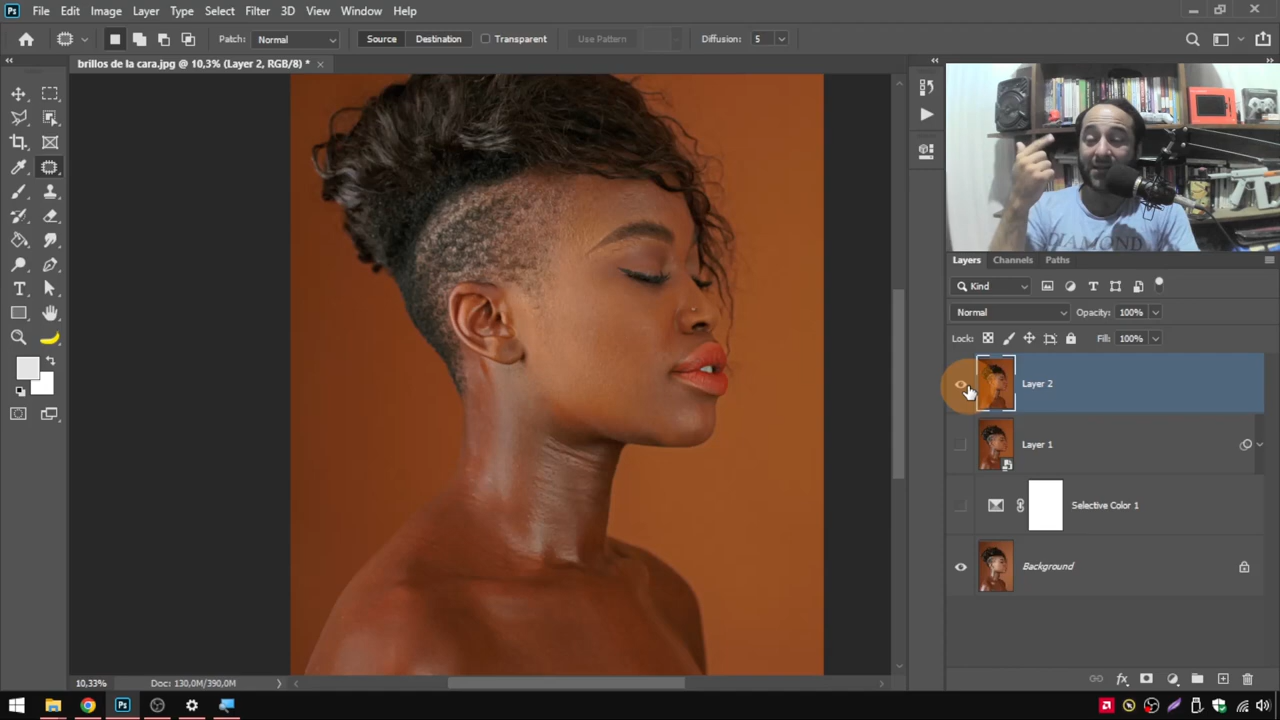 Ps File Edit Image Layer Type Select Filter 3D View Window Help
Patch: Normal Source Destination Transparent Use Pattern Diffusion: 5
brillos de la cara.jpg @ 10,3% (Layer 2, RGB/8) *
DIAMOND
Layers Channels Paths
Kind
Normal Opacity: 100%
Lock: Fill: 100%
Layer 2
Layer 1
Selective Color 1
Background
10,33% Doc: 130,0M/390,0M
Ps